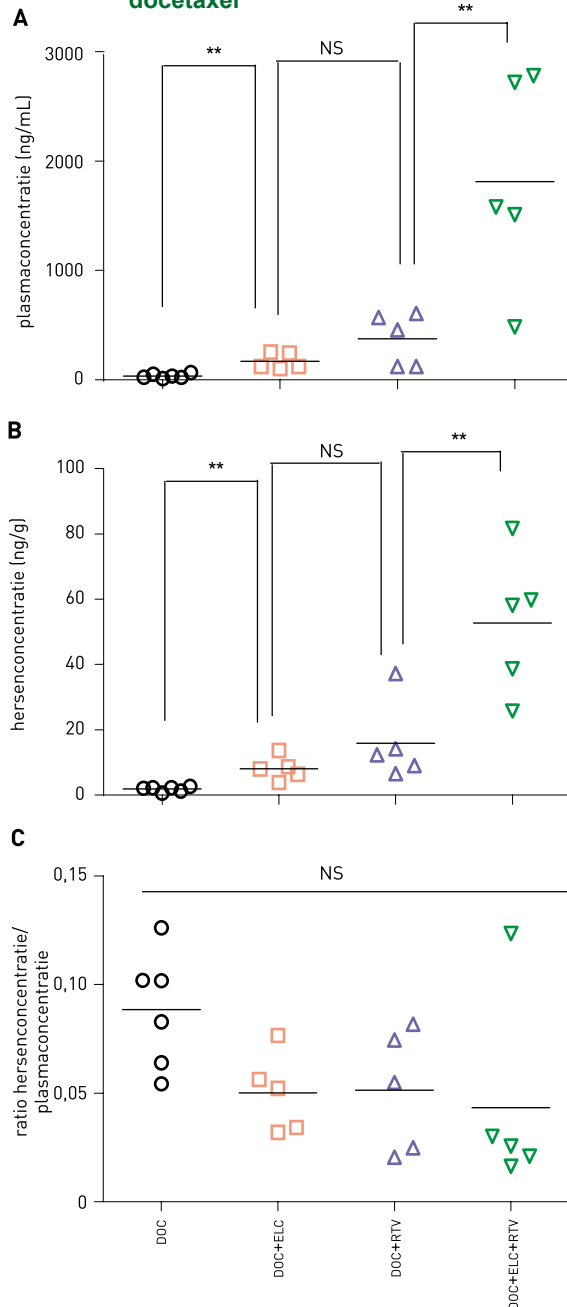 docetaxel
A
**
NS
**
3000
2000
1000
0
plasmaconcentratie (ng/mL)
B
**
NS
**
100
80
60
40
20
0
hersenconcentratie (ng/g)
C
NS
0,15
0,10
0,05
0
ratio hersenconcentratie/
plasmaconcentratie
DOC
DOC+ELC
DOC+RTV
DOC+ELC+RTV